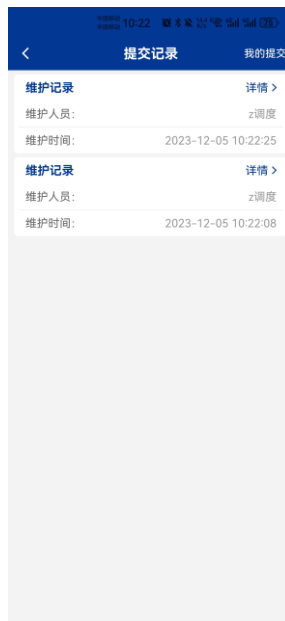 10:22
提交记录
我的提交
维护记录 详情 >
维护人员: z调度
维护时间: 2023-12-05 10:22:25
维护记录 详情 >
维护人员: z调度
维护时间: 2023-12-05 10:22:08